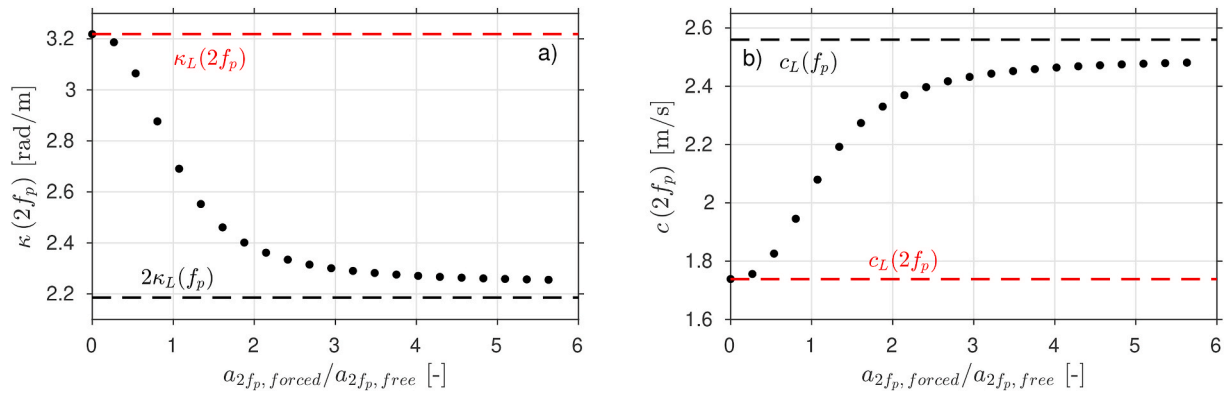 a)
κ_L(2f_p)
2κ_L(f_p)
κ (2f_p) [rad/m]
3.2
3
2.8
2.6
2.4
2.2
0 1 2 3 4 5 6
a_{2f_p, forced}/a_{2f_p, free} [-]
b)
c_L(f_p)
c_L(2f_p)
c (2f_p) [m/s]
2.6
2.4
2.2
2
1.8
1.6
0 1 2 3 4 5 6
a_{2f_p, forced}/a_{2f_p, free} [-]